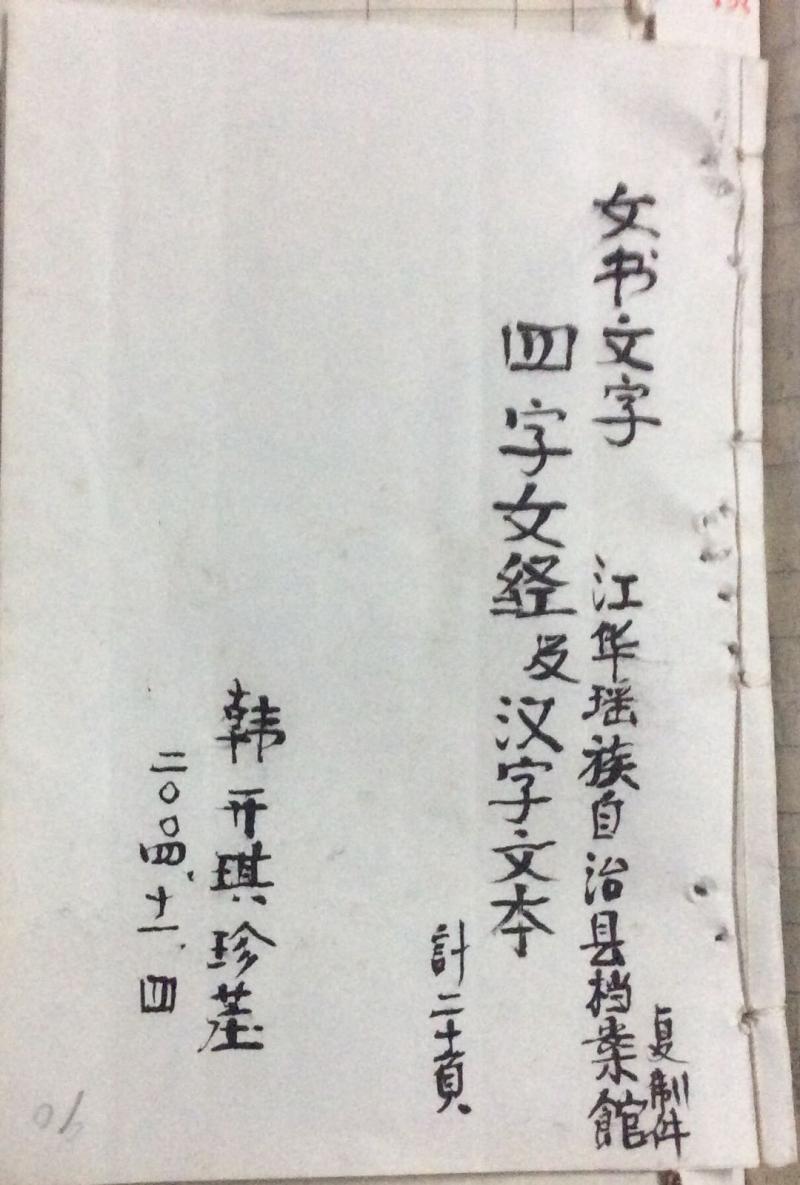 女书文字 江华瑶族自治县档案館
复制件
四字女经及汉字文本
計二十頁
韩开琪珍藏
二〇〇四、十一、四